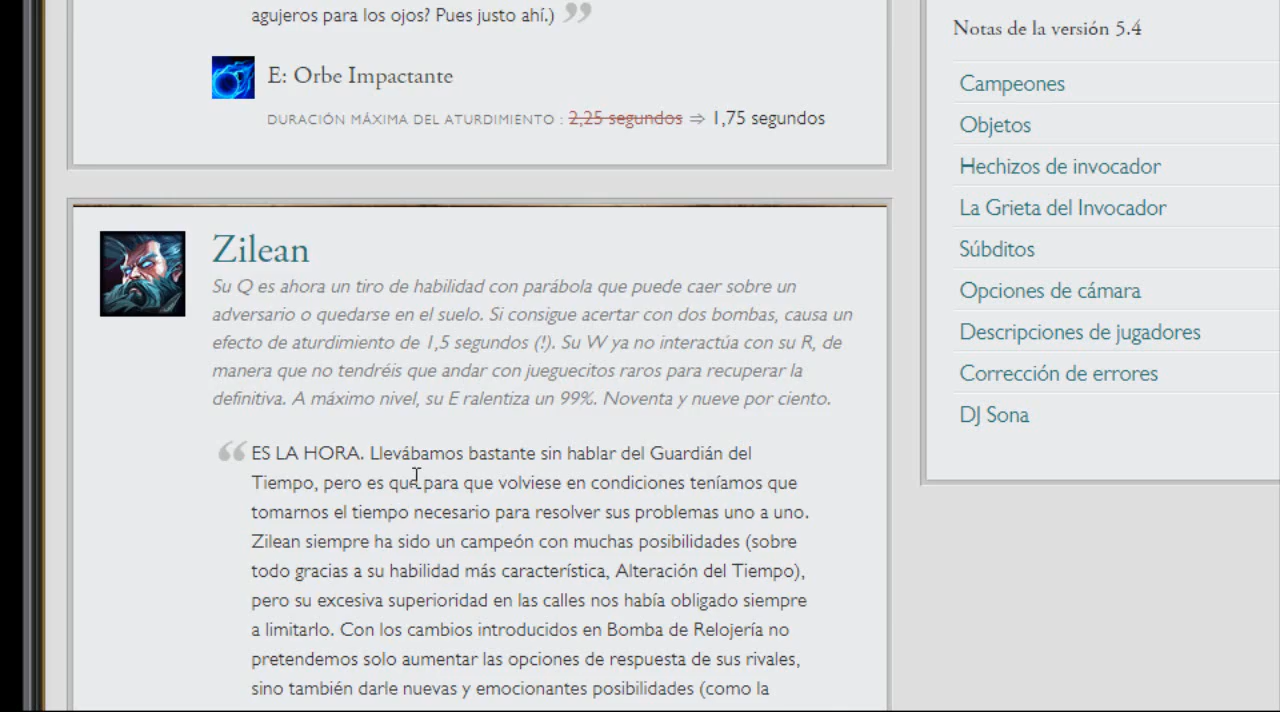 agujeros para los ojos? Pues justo ahí.) ”
E: Orbe Impactante
DURACIÓN MÁXIMA DEL ATURDIMIENTO : 2,25 segundos ⇒ 1,75 segundos
Zilean
Su Q es ahora un tiro de habilidad con parábola que puede caer sobre un
adversario o quedarse en el suelo. Si consigue acertar con dos bombas, causa un
efecto de aturdimiento de 1,5 segundos (!). Su W ya no interactúa con su R, de
manera que no tendréis que andar con jueguecitos raros para recuperar la
definitiva. A máximo nivel, su E ralentiza un 99%. Noventa y nueve por ciento.
“ ES LA HORA. Llevábamos bastante sin hablar del Guardián del
Tiempo, pero es que para que volviese en condiciones teníamos que
tomarnos el tiempo necesario para resolver sus problemas uno a uno.
Zilean siempre ha sido un campeón con muchas posibilidades (sobre
todo gracias a su habilidad más característica, Alteración del Tiempo),
pero su excesiva superioridad en las calles nos había obligado siempre
a limitarlo. Con los cambios introducidos en Bomba de Relojería no
pretendemos solo aumentar las opciones de respuesta de sus rivales,
sino también darle nuevas y emocionantes posibilidades (como la
Notas de la versión 5.4
Campeones
Objetos
Hechizos de invocador
La Grieta del Invocador
Súbditos
Opciones de cámara
Descripciones de jugadores
Corrección de errores
DJ Sona